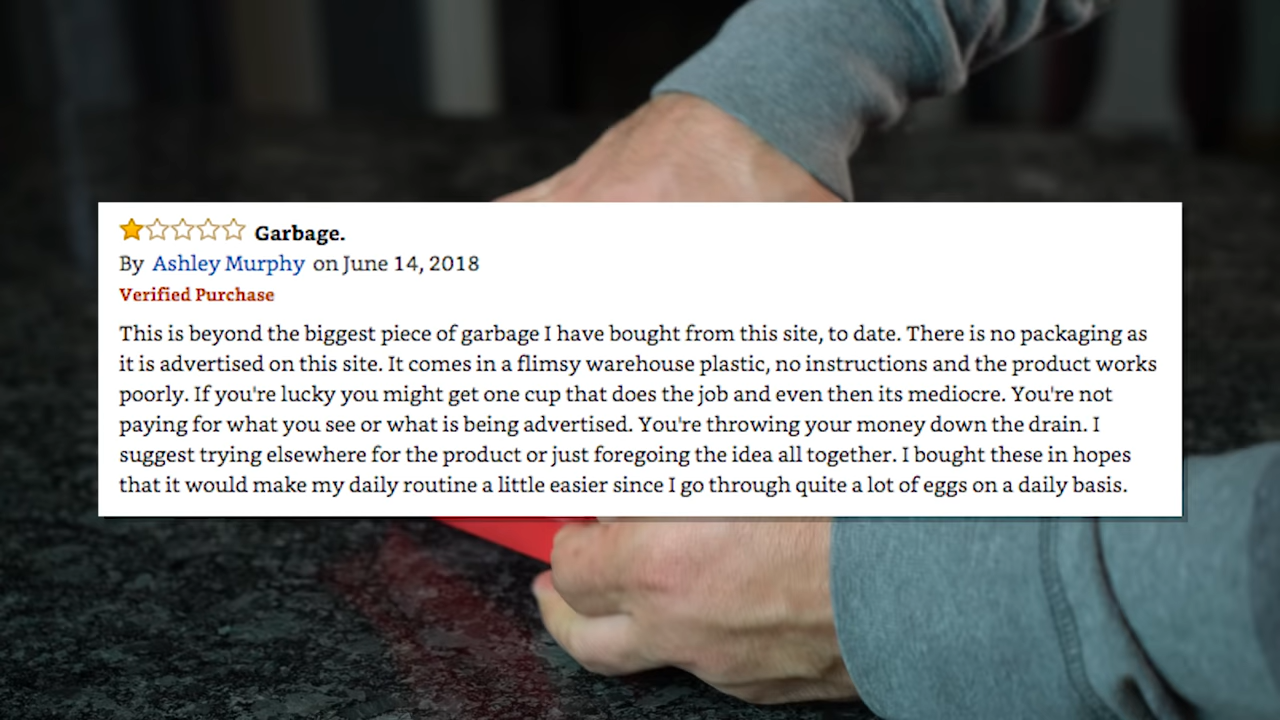 Garbage.
By Ashley Murphy on June 14, 2018
Verified Purchase
This is beyond the biggest piece of garbage I have bought from this site, to date. There is no packaging as
it is advertised on this site. It comes in a flimsy warehouse plastic, no instructions and the product works
poorly. If you're lucky you might get one cup that does the job and even then its mediocre. You're not
paying for what you see or what is being advertised. You're throwing your money down the drain. I
suggest trying elsewhere for the product or just foregoing the idea all together. I bought these in hopes
that it would make my daily routine a little easier since I go through quite a lot of eggs on a daily basis.